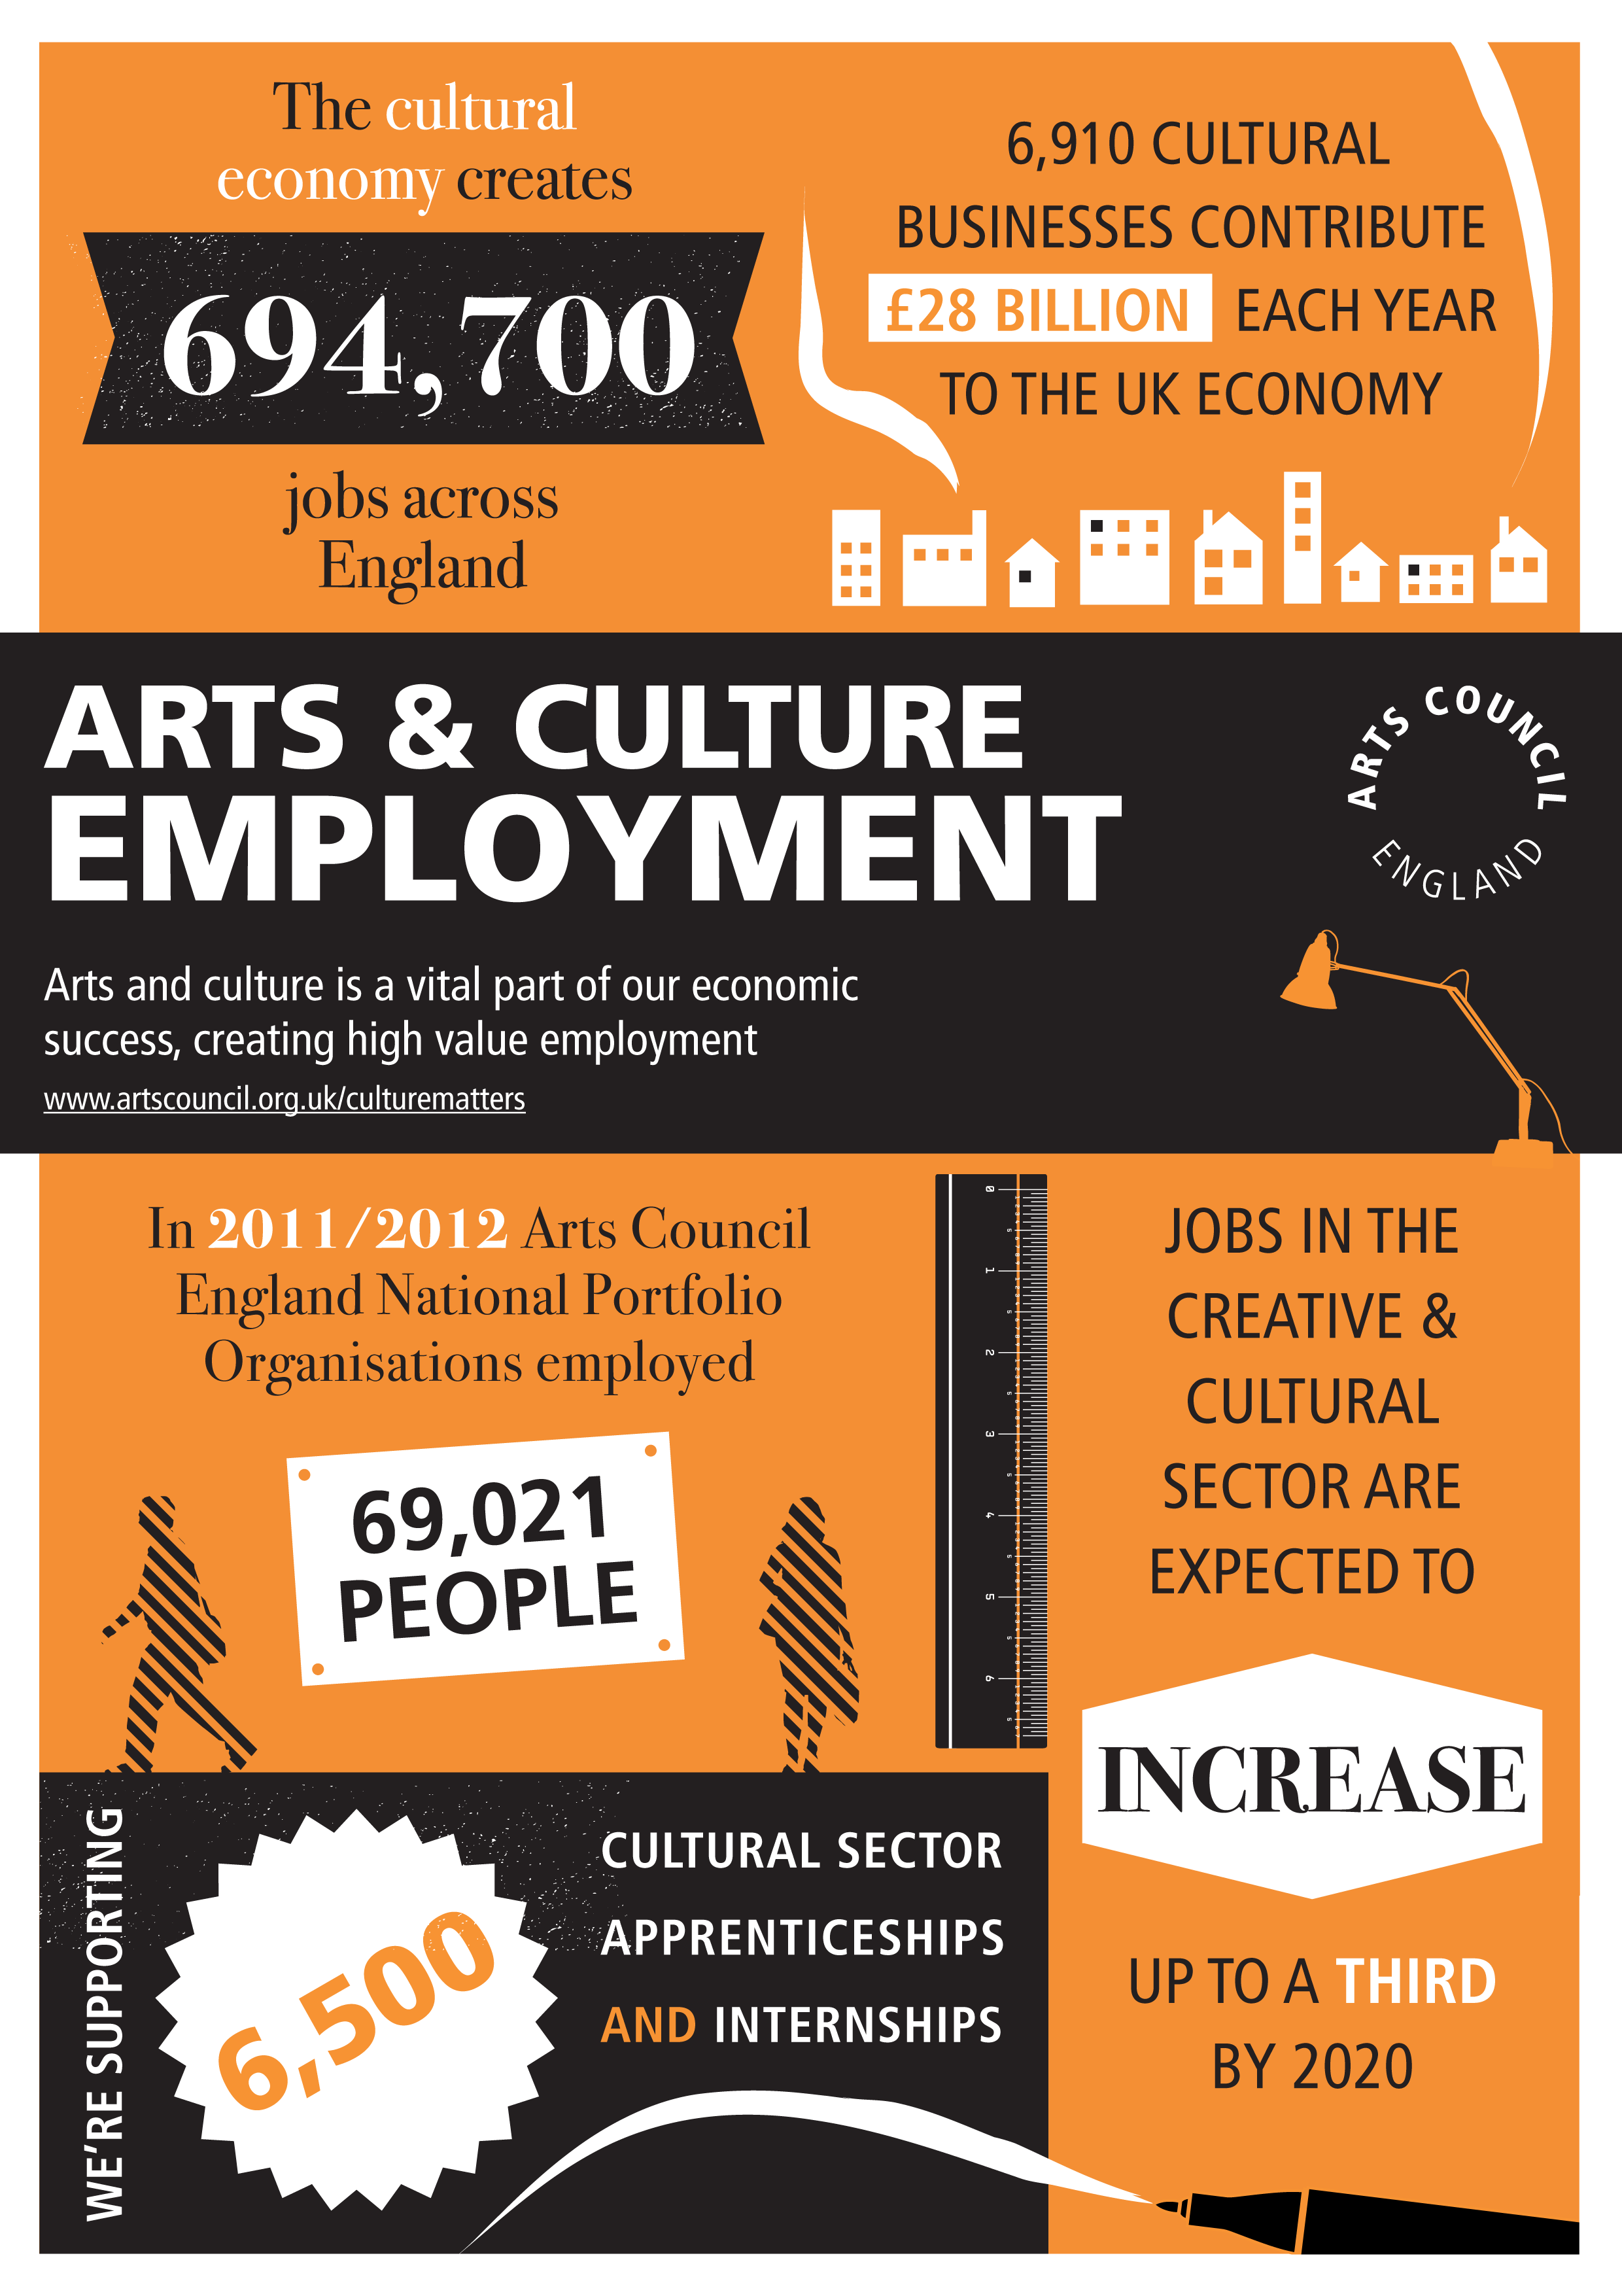 The cultural
economy creates
694,700
jobs across
England
6,910 CULTURAL
BUSINESSES CONTRIBUTE
£28 BILLION EACH YEAR
TO THE UK ECONOMY
ARTS & CULTURE
EMPLOYMENT
Arts and culture is a vital part of our economic
success, creating high value employment
www.artscouncil.org.uk/culturematters
ARTS COUNCIL
ENGLAND
In 2011/2012 Arts Council
England National Portfolio
Organisations employed
69,021
PEOPLE
0
1
2
3
4
5
6
JOBS IN THE
CREATIVE &
CULTURAL
SECTOR ARE
EXPECTED TO
INCREASE
UP TO A THIRD
BY 2020
WE'RE SUPPORTING
6,500
CULTURAL SECTOR
APPRENTICESHIPS
AND INTERNSHIPS